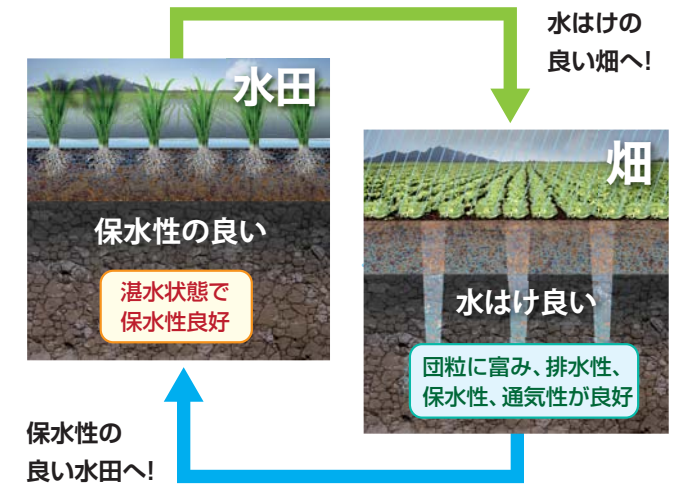 水はけの
良い畑へ!
水田
保水性の良い
湛水状態で
保水性良好
畑
水はけ良い
団粒に富み、排水性、
保水性、通気性が良好
保水性の
良い水田へ!